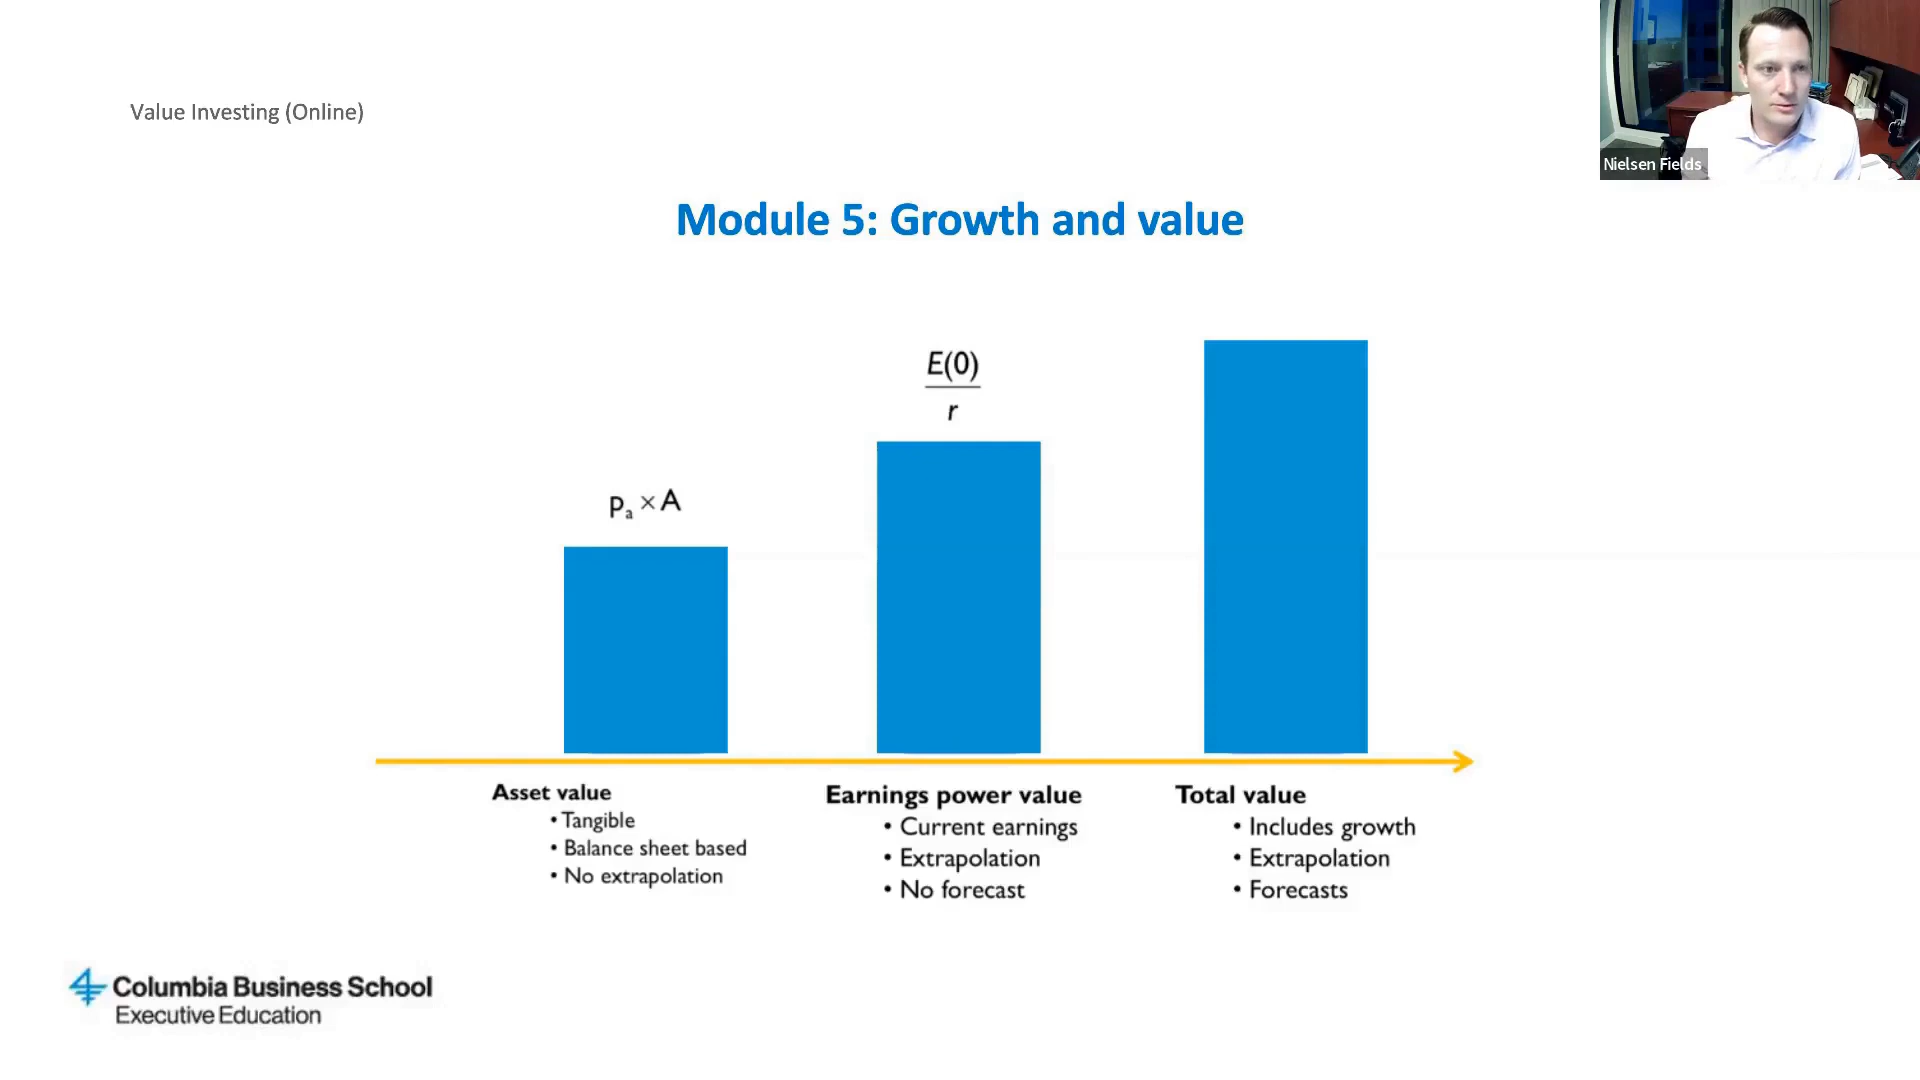 Value Investing (Online)
Nielsen Fields
Module 5: Growth and value
E(0)
r
pₐ × A
Asset value
• Tangible
• Balance sheet based
• No extrapolation
Earnings power value
• Current earnings
• Extrapolation
• No forecast
Total value
• Includes growth
• Extrapolation
• Forecasts
Columbia Business School
Executive Education